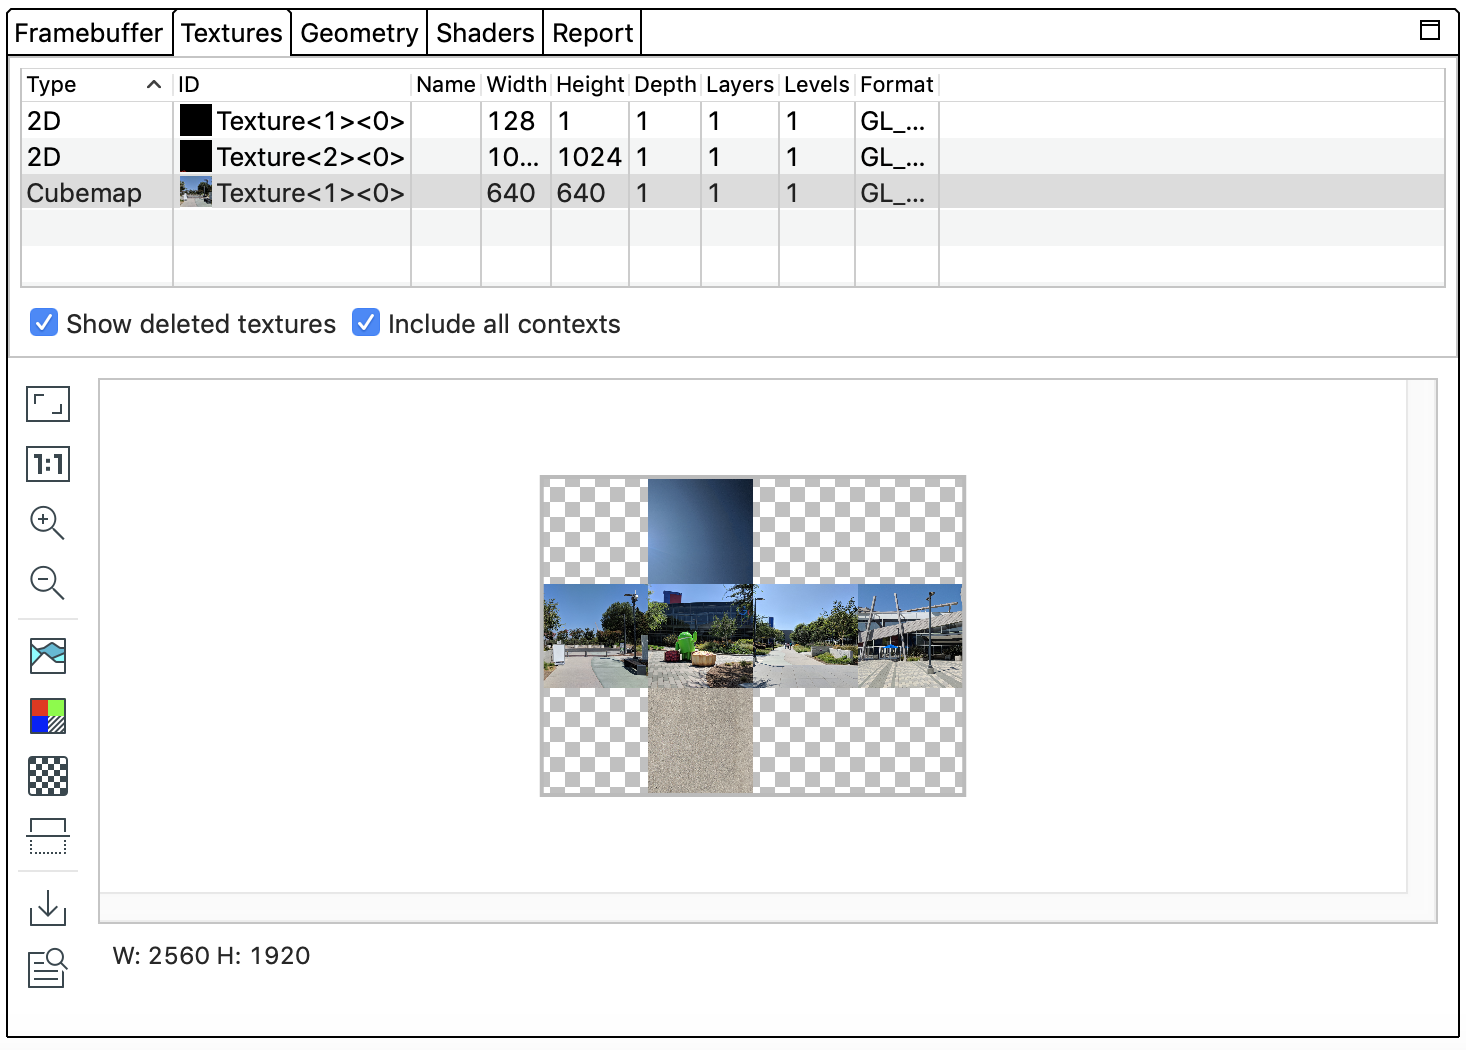 Framebuffer Textures Geometry Shaders Report
Type ID Name Width Height Depth Layers Levels Format
2D Texture<1><0> 128 1 1 1 1 GL_...
2D Texture<2><0> 10... 1024 1 1 1 GL_...
Cubemap Texture<1><0> 640 640 1 1 1 GL_...
Show deleted textures Include all contexts
1:1
W: 2560 H: 1920